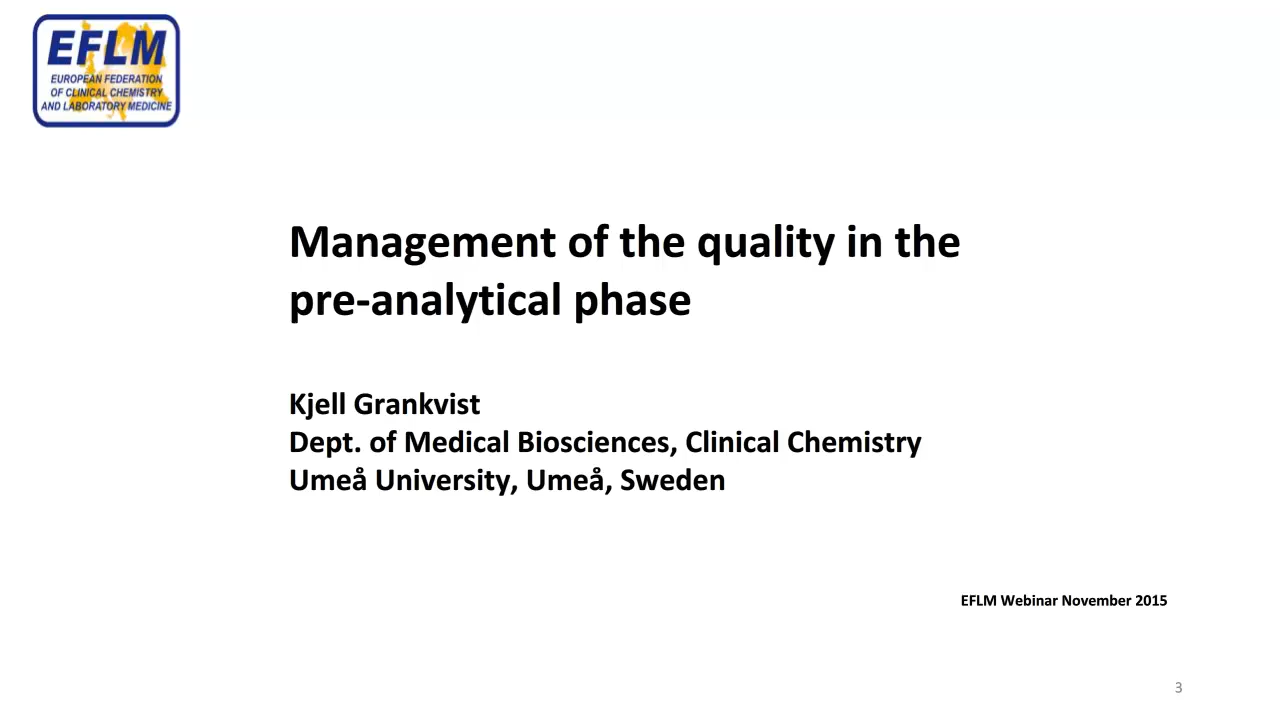 EFLM
EUROPEAN FEDERATION
OF CLINICAL CHEMISTRY
AND LABORATORY MEDICINE
Management of the quality in the
pre-analytical phase
Kjell Grankvist
Dept. of Medical Biosciences, Clinical Chemistry
Umeå University, Umeå, Sweden
EFLM Webinar November 2015
3